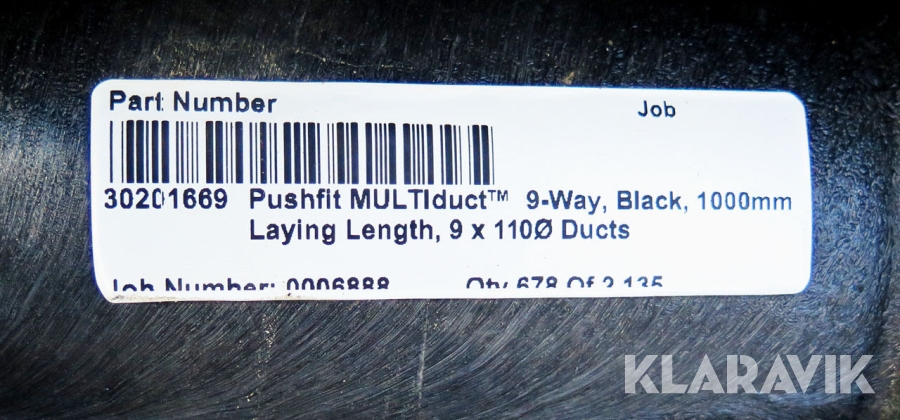 Part Number Job
30201669 Pushfit MULTIduct™ 9-Way, Black, 1000mm
Laying Length, 9 x 110Ø Ducts
Job Number: 0006888 Qty 678 Of 2,135
KLARAVIK